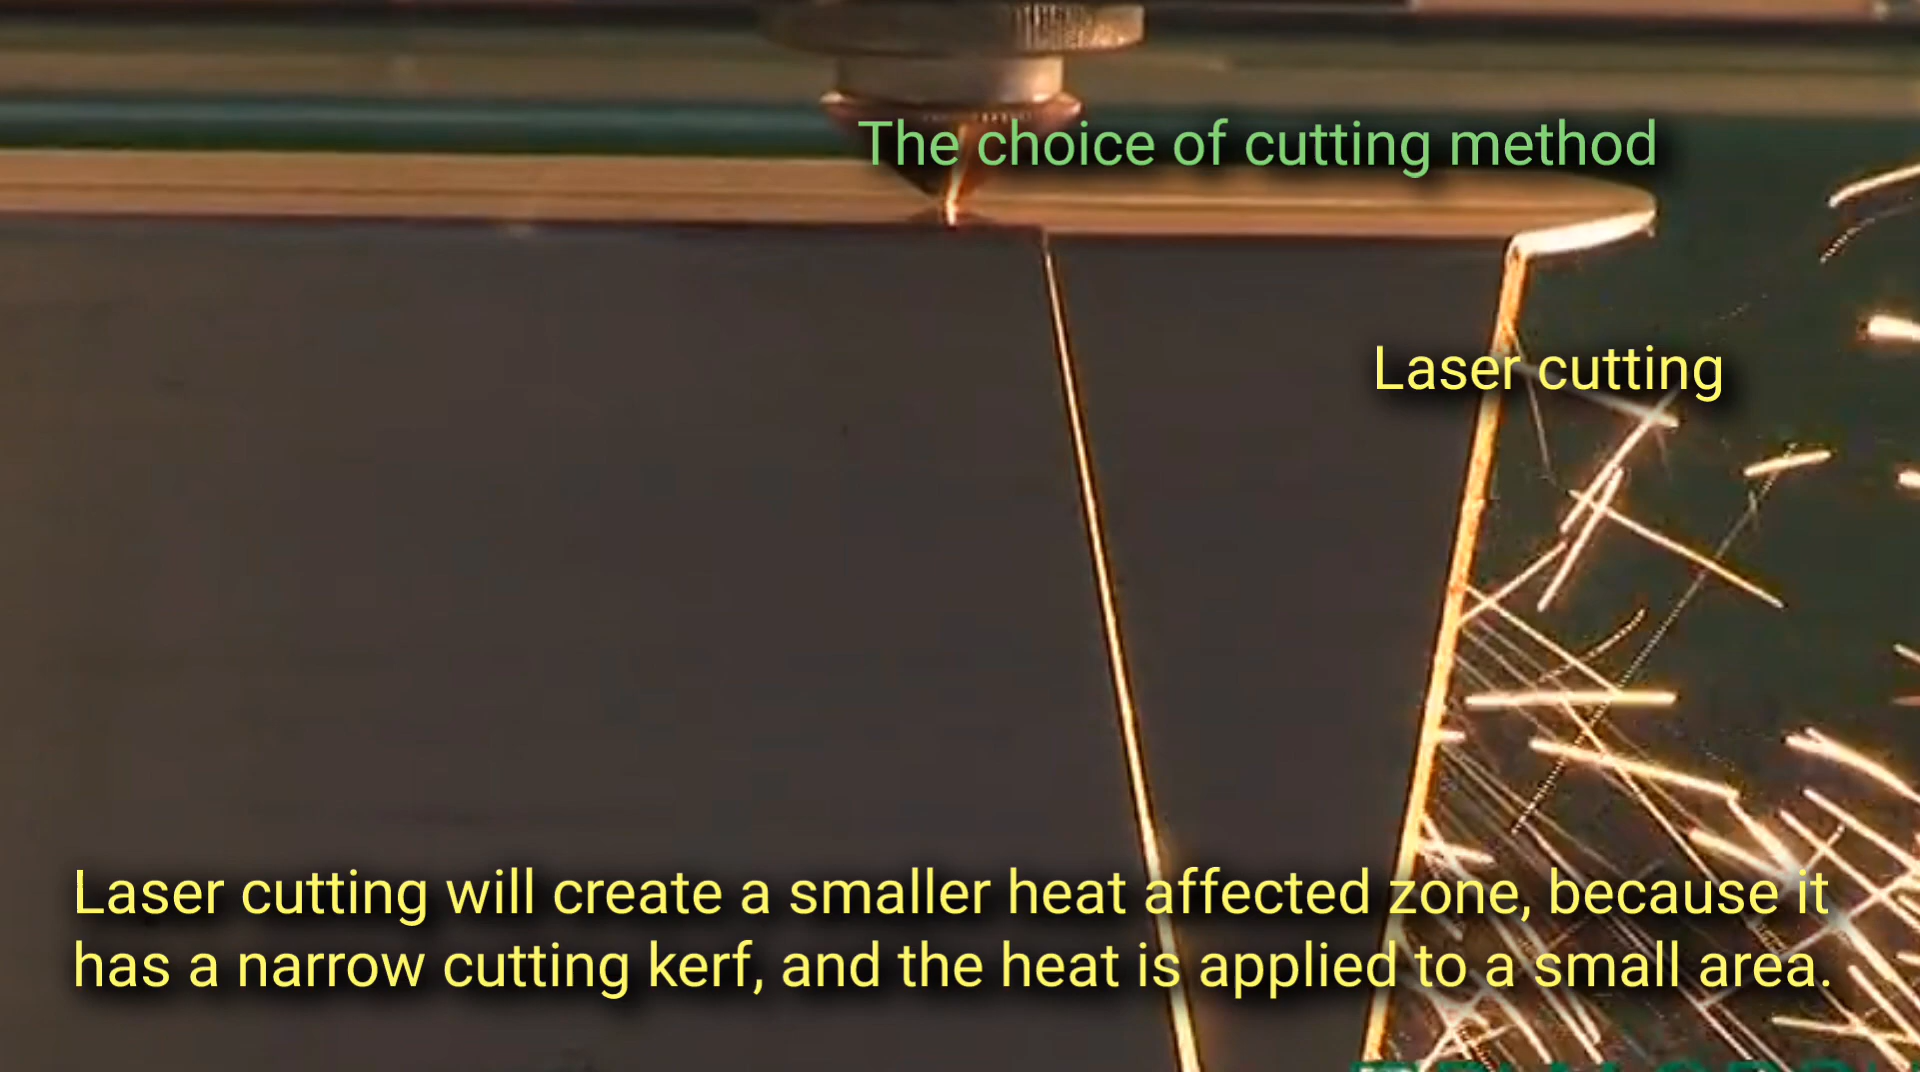 The choice of cutting method
Laser cutting
Laser cutting will create a smaller heat affected zone, because it
has a narrow cutting kerf, and the heat is applied to a small area.